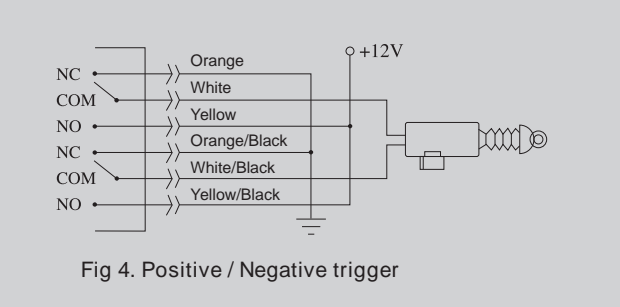 +12V
NC Orange
COM White
NO Yellow
NC Orange/Black
COM White/Black
NO Yellow/Black
Fig 4. Positive / Negative trigger